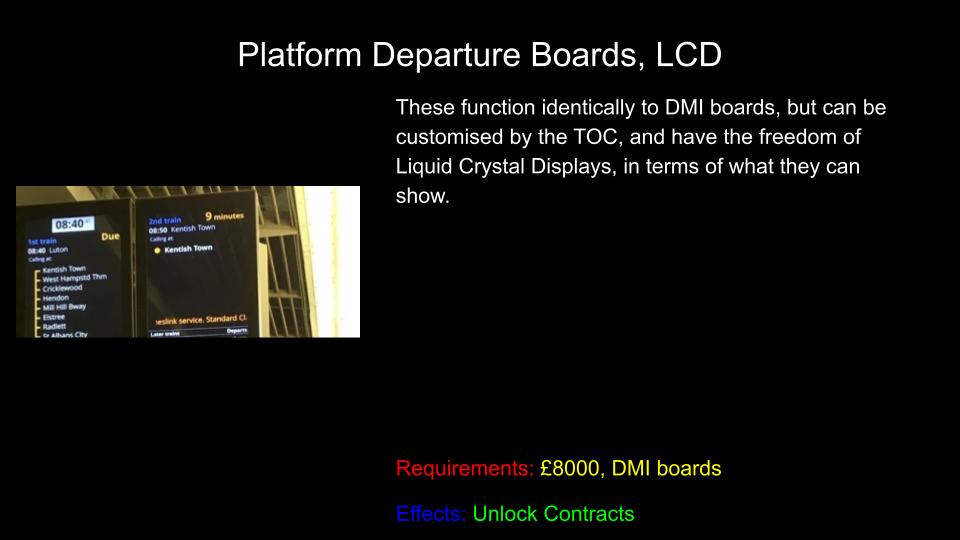 Platform Departure Boards, LCD
These function identically to DMI boards, but can be
customised by the TOC, and have the freedom of
Liquid Crystal Displays, in terms of what they can
show.
08:40
1st train
Due
08:40 Luton
Calling at:
Kentish Town
West Hampstd Thm
Cricklewood
Hendon
Mill Hill Bway
Elstree
Radlett
St Albans City
2nd train
9 minutes
08:50 Kentish Town
Calling at:
Kentish Town
eslink service. Standard Cl
Later trains
Departs
Requirements: £8000, DMI boards
Effects: Unlock Contracts